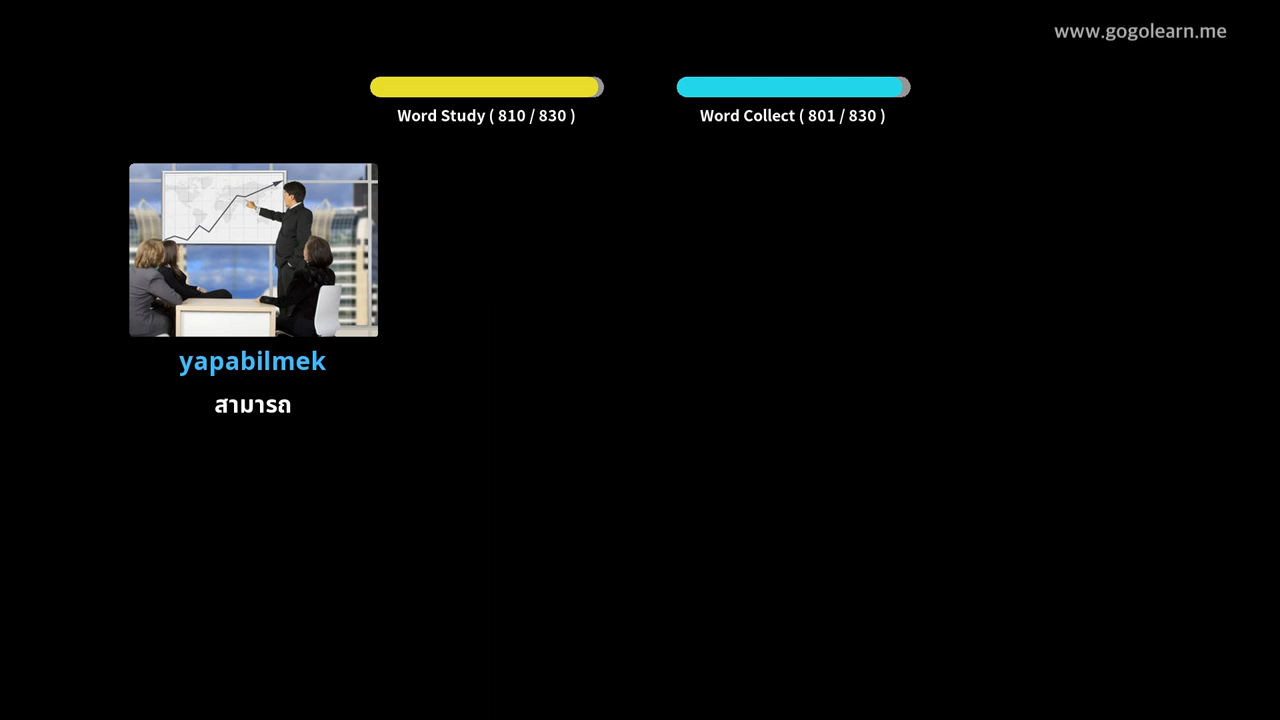 www.gogolearn.me
Word Study ( 810 / 830 )
Word Collect ( 801 / 830 )
yapabilmek
สามารถ